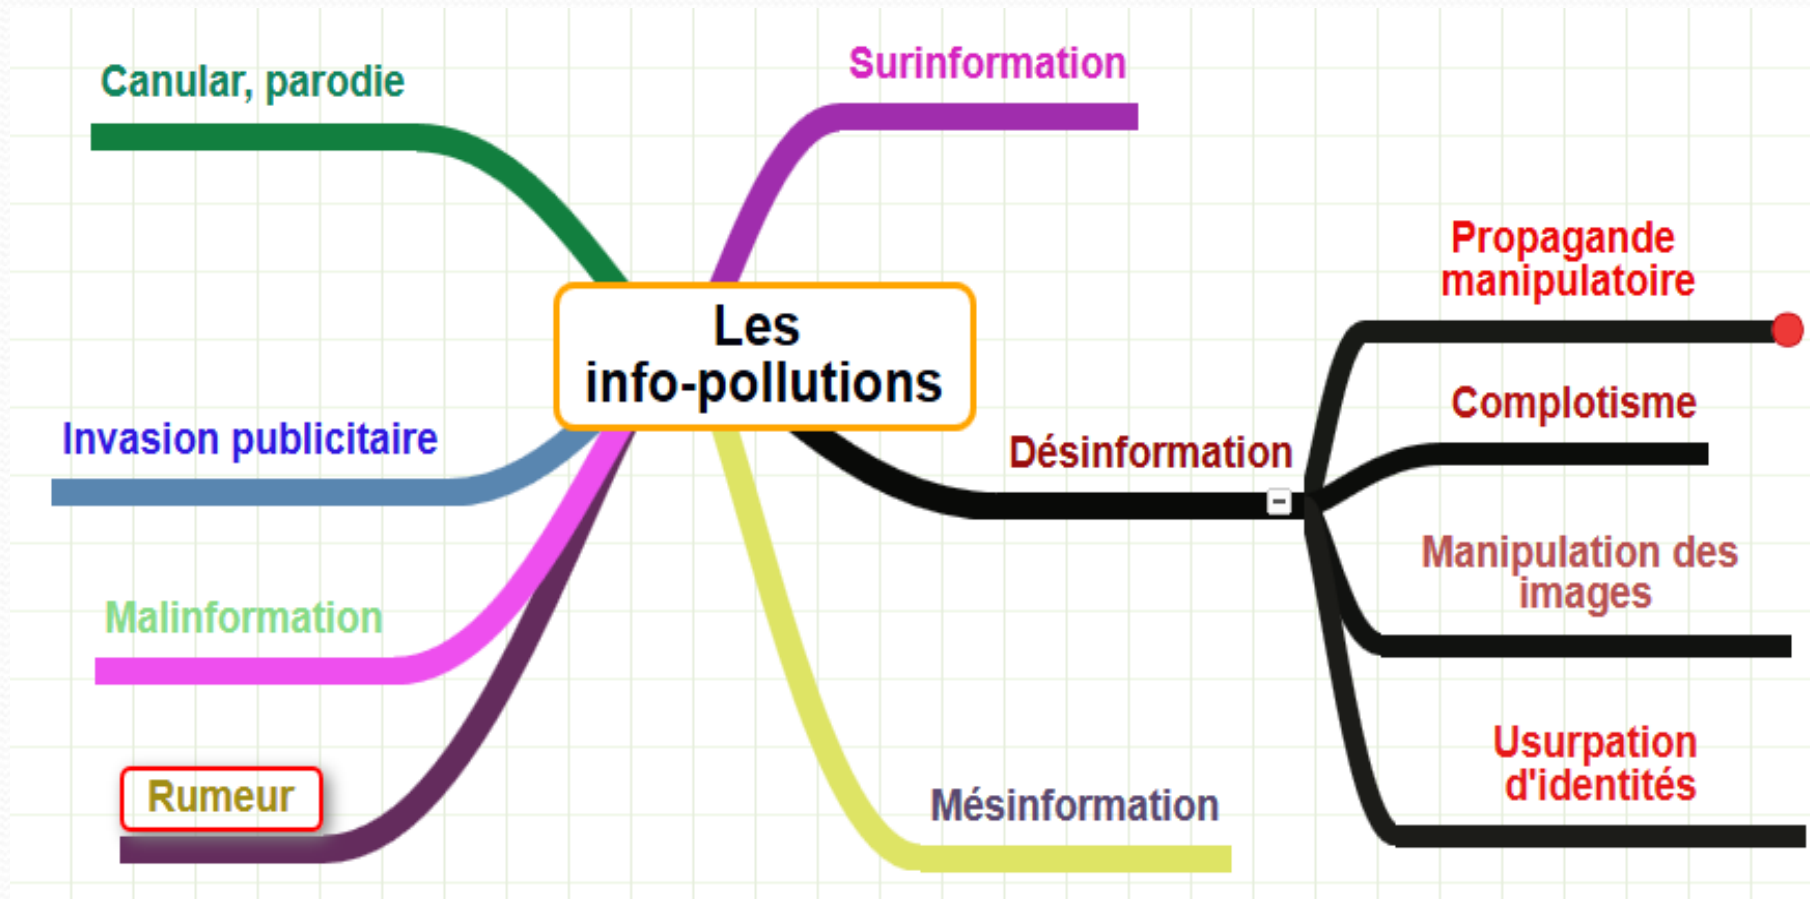 Canular, parodie
Surinformation
Les
info-pollutions
Propagande
manipulatoire
Complotisme
Invasion publicitaire
Désinformation
Manipulation des
images
Malinformation
Usurpation
d'identités
Rumeur
Mésinformation